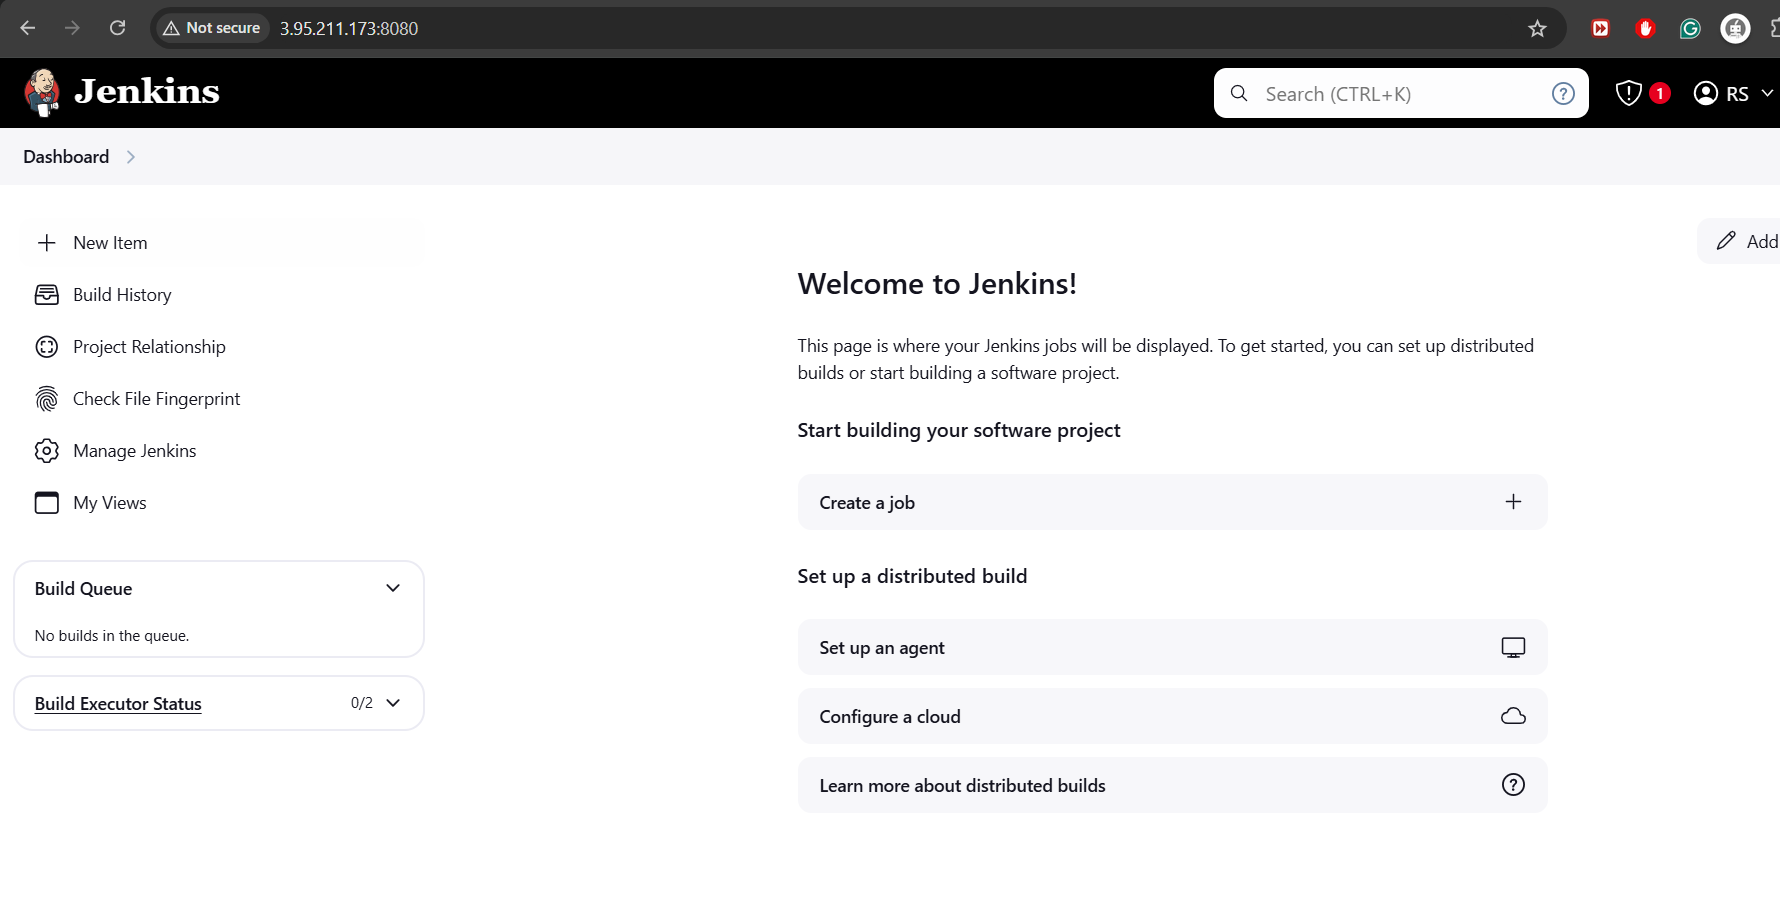 Not secure 3.95.211.173:8080
Jenkins
Search (CTRL+K)
?
1
RS
Dashboard
New Item
Add
Build History
Project Relationship
Check File Fingerprint
Manage Jenkins
My Views
Build Queue
No builds in the queue.
Build Executor Status 0/2
Welcome to Jenkins!
This page is where your Jenkins jobs will be displayed. To get started, you can set up distributed
builds or start building a software project.
Start building your software project
Create a job
Set up a distributed build
Set up an agent
Configure a cloud
Learn more about distributed builds
?